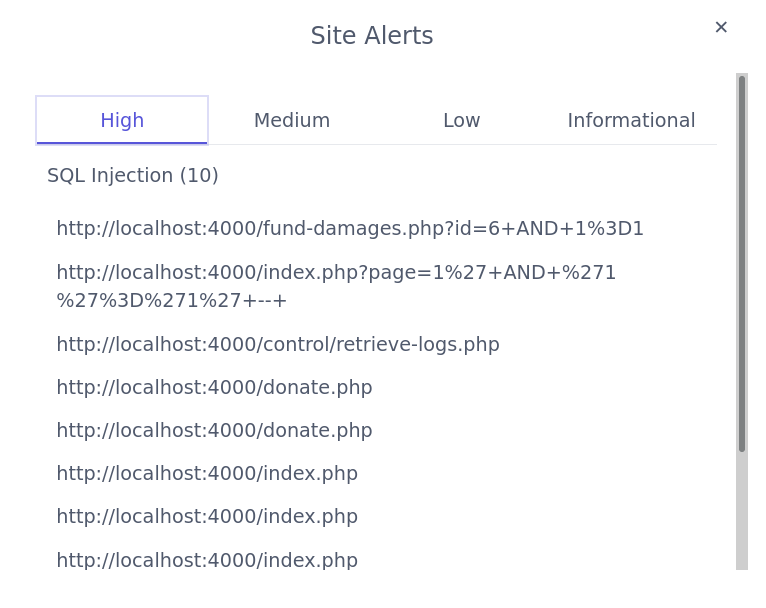 Site Alerts
×
High
Medium
Low
Informational
SQL Injection (10)
http://localhost:4000/fund-damages.php?id=6+AND+1%3D1
http://localhost:4000/index.php?page=1%27+AND+%271
%27%3D%271%27+--+
http://localhost:4000/control/retrieve-logs.php
http://localhost:4000/donate.php
http://localhost:4000/donate.php
http://localhost:4000/index.php
http://localhost:4000/index.php
http://localhost:4000/index.php